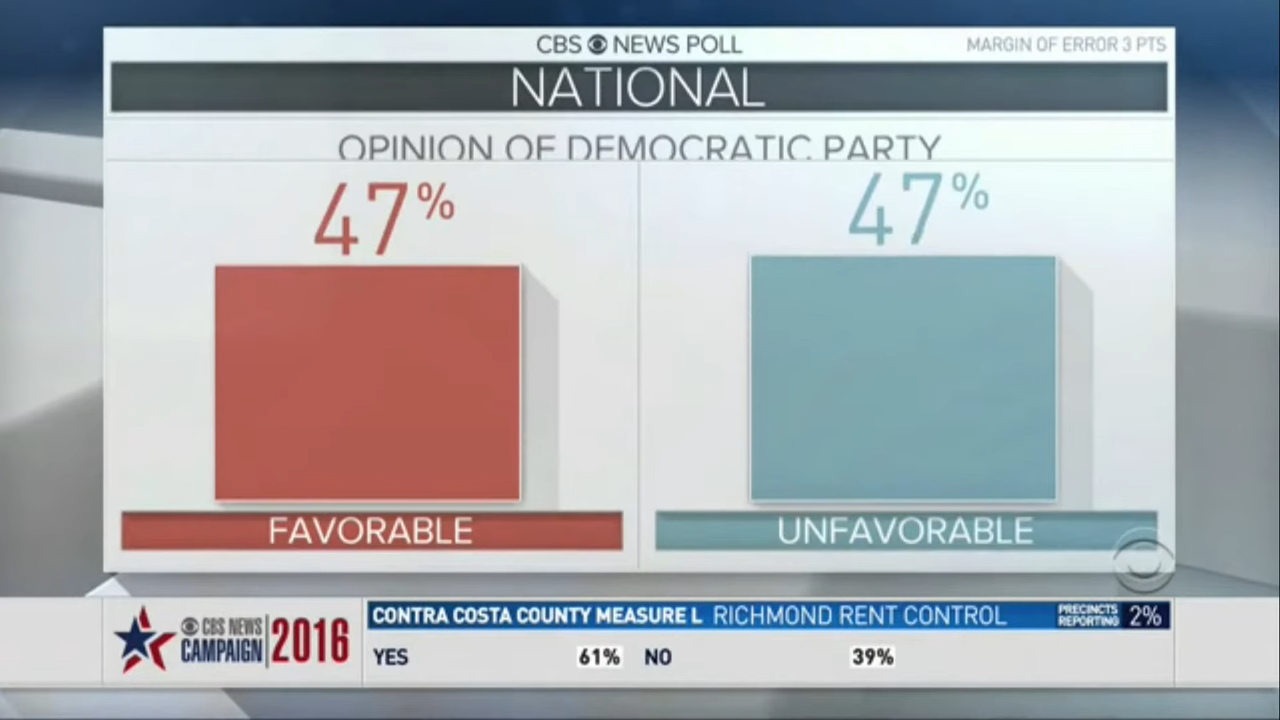 CBS NEWS POLL
MARGIN OF ERROR 3 PTS
NATIONAL
OPINION OF DEMOCRATIC PARTY
47%
47%
FAVORABLE
UNFAVORABLE
CBS NEWS
CAMPAIGN 2016
CONTRA COSTA COUNTY MEASURE L RICHMOND RENT CONTROL
PRECINCTS
REPORTING 2%
YES 61% NO 39%